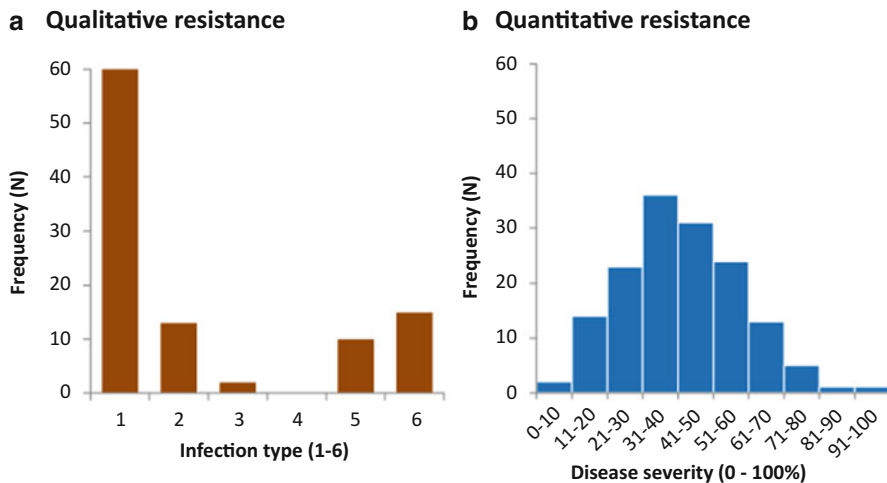 a Qualitative resistance
60
50
40
30
20
10
0
Frequency (N)
1 2 3 4 5 6
Infection type (1-6)
b Quantitative resistance
60
50
40
30
20
10
0
Frequency (N)
0-10 11-20 21-30 31-40 41-50 51-60 61-70 71-80 81-90 91-100
Disease severity (0 - 100%)